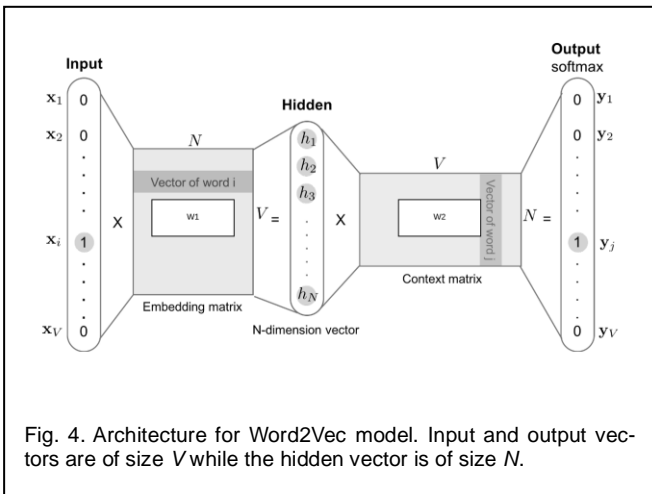 Output
softmax
Input
Hidden
x1 0
x2 0
xi 1
xV 0
X
N
Vector of word i
W1
V =
Embedding matrix
h1
h2
h3
hN
N-dimension vector
X
V
W2
Vector of word j
N =
Context matrix
0 y1
0 y2
1 yj
0 yV
Fig. 4. Architecture for Word2Vec model. Input and output vec-
tors are of size V while the hidden vector is of size N.